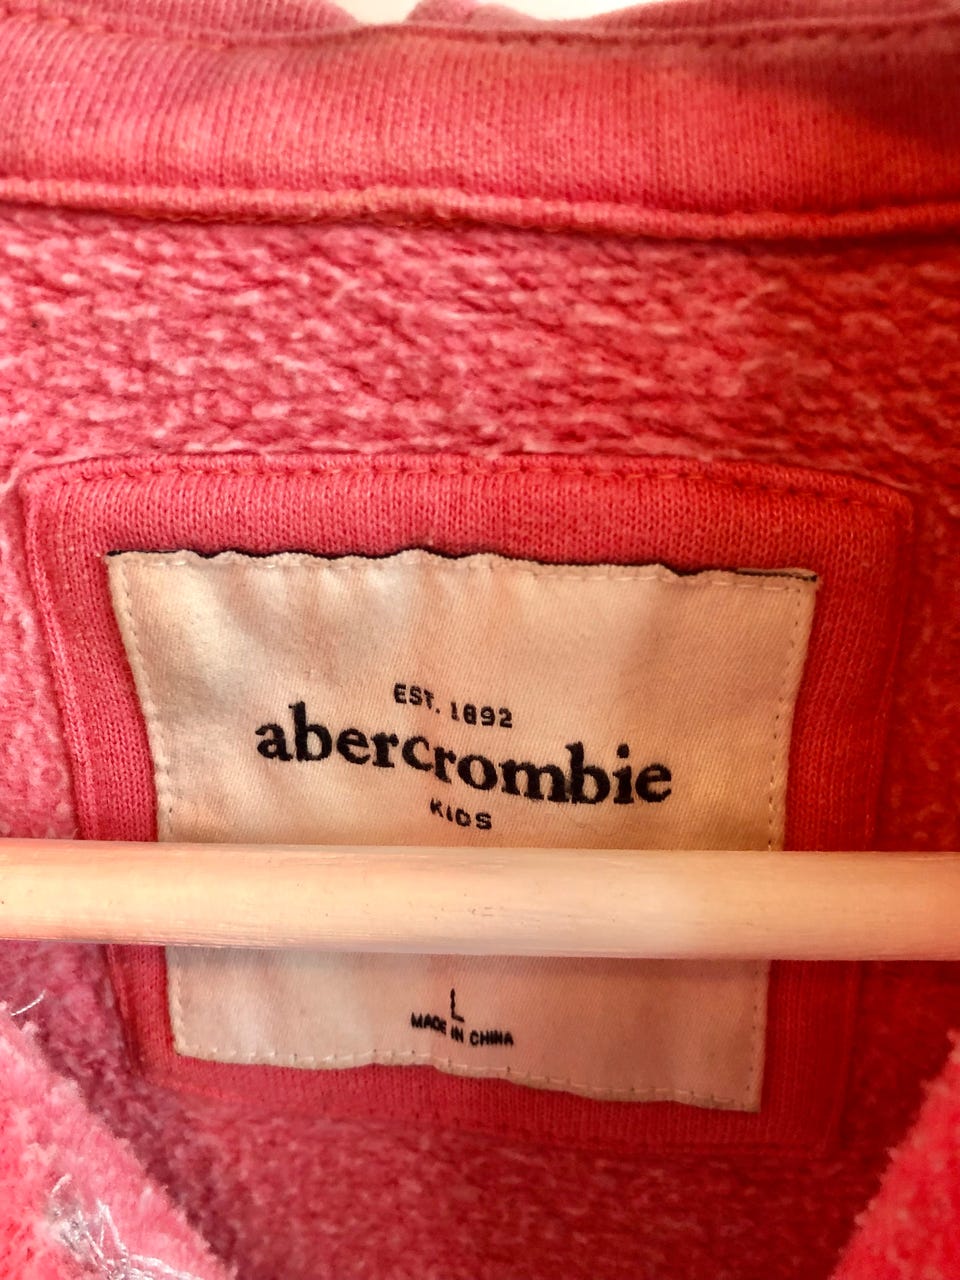 EST. 1892
abercrombie
KIDS
L
MADE IN CHINA